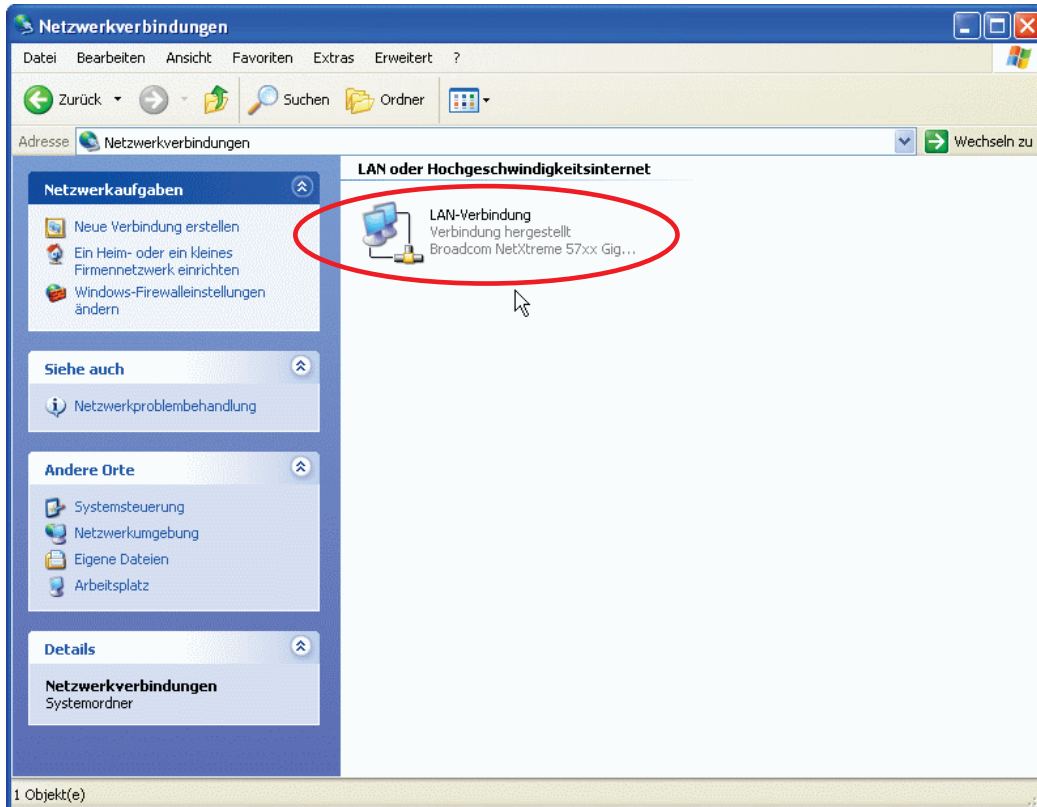 Netzwerkverbindungen
Datei Bearbeiten Ansicht Favoriten Extras Erweitert ?
Zurück Suchen Ordner
Adresse Netzwerkverbindungen Wechseln zu
Netzwerkaufgaben
Neue Verbindung erstellen
Ein Heim- oder ein kleines
Firmennetzwerk einrichten
Windows-Firewalleinstellungen
ändern
Siehe auch
Netzwerkproblembehandlung
Andere Orte
Systemsteuerung
Netzwerkumgebung
Eigene Dateien
Arbeitsplatz
Details
Netzwerkverbindungen
Systemordner
LAN oder Hochgeschwindigkeitsinternet
LAN-Verbindung
Verbindung hergestellt
Broadcom NetXtreme 57xx Gig...
1 Objekt(e)